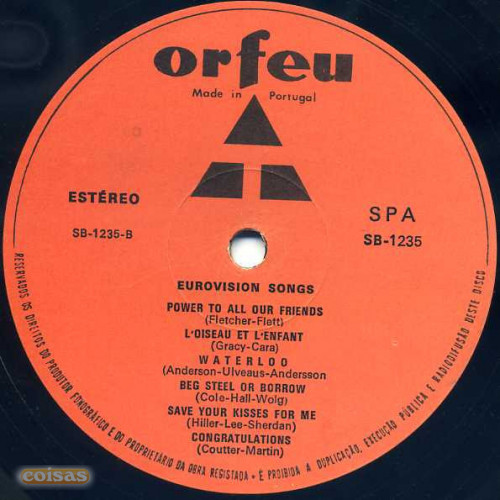 orfeu
Made in Portugal
ESTÉREO
SPA
SB-1235-B
SB-1235
EUROVISION SONGS
POWER TO ALL OUR FRIENDS
(Fletcher-Flett)
L'OISEAU ET L'ENFANT
(Gracy-Cara)
WATERLOO
(Anderson-Ulveaus-Andersson
BEG STEEL OR BORROW
(Cole-Hall-Wolg)
SAVE YOUR KISSES FOR ME
(Hiller-Lee-Sherdan)
CONGRATULATIONS
(Coutter-Martin)
RESERVADOS OS DIREITOS DO PRODUTOR FONOGRÁFICO E DO PROPRIETÁRIO DA OBRA REGISTADA • É PROIBIDA A DUPLICAÇÃO, EXECUÇÃO PÚBLICA E RADIODIFUSÃO DESTE DISCO
coisas